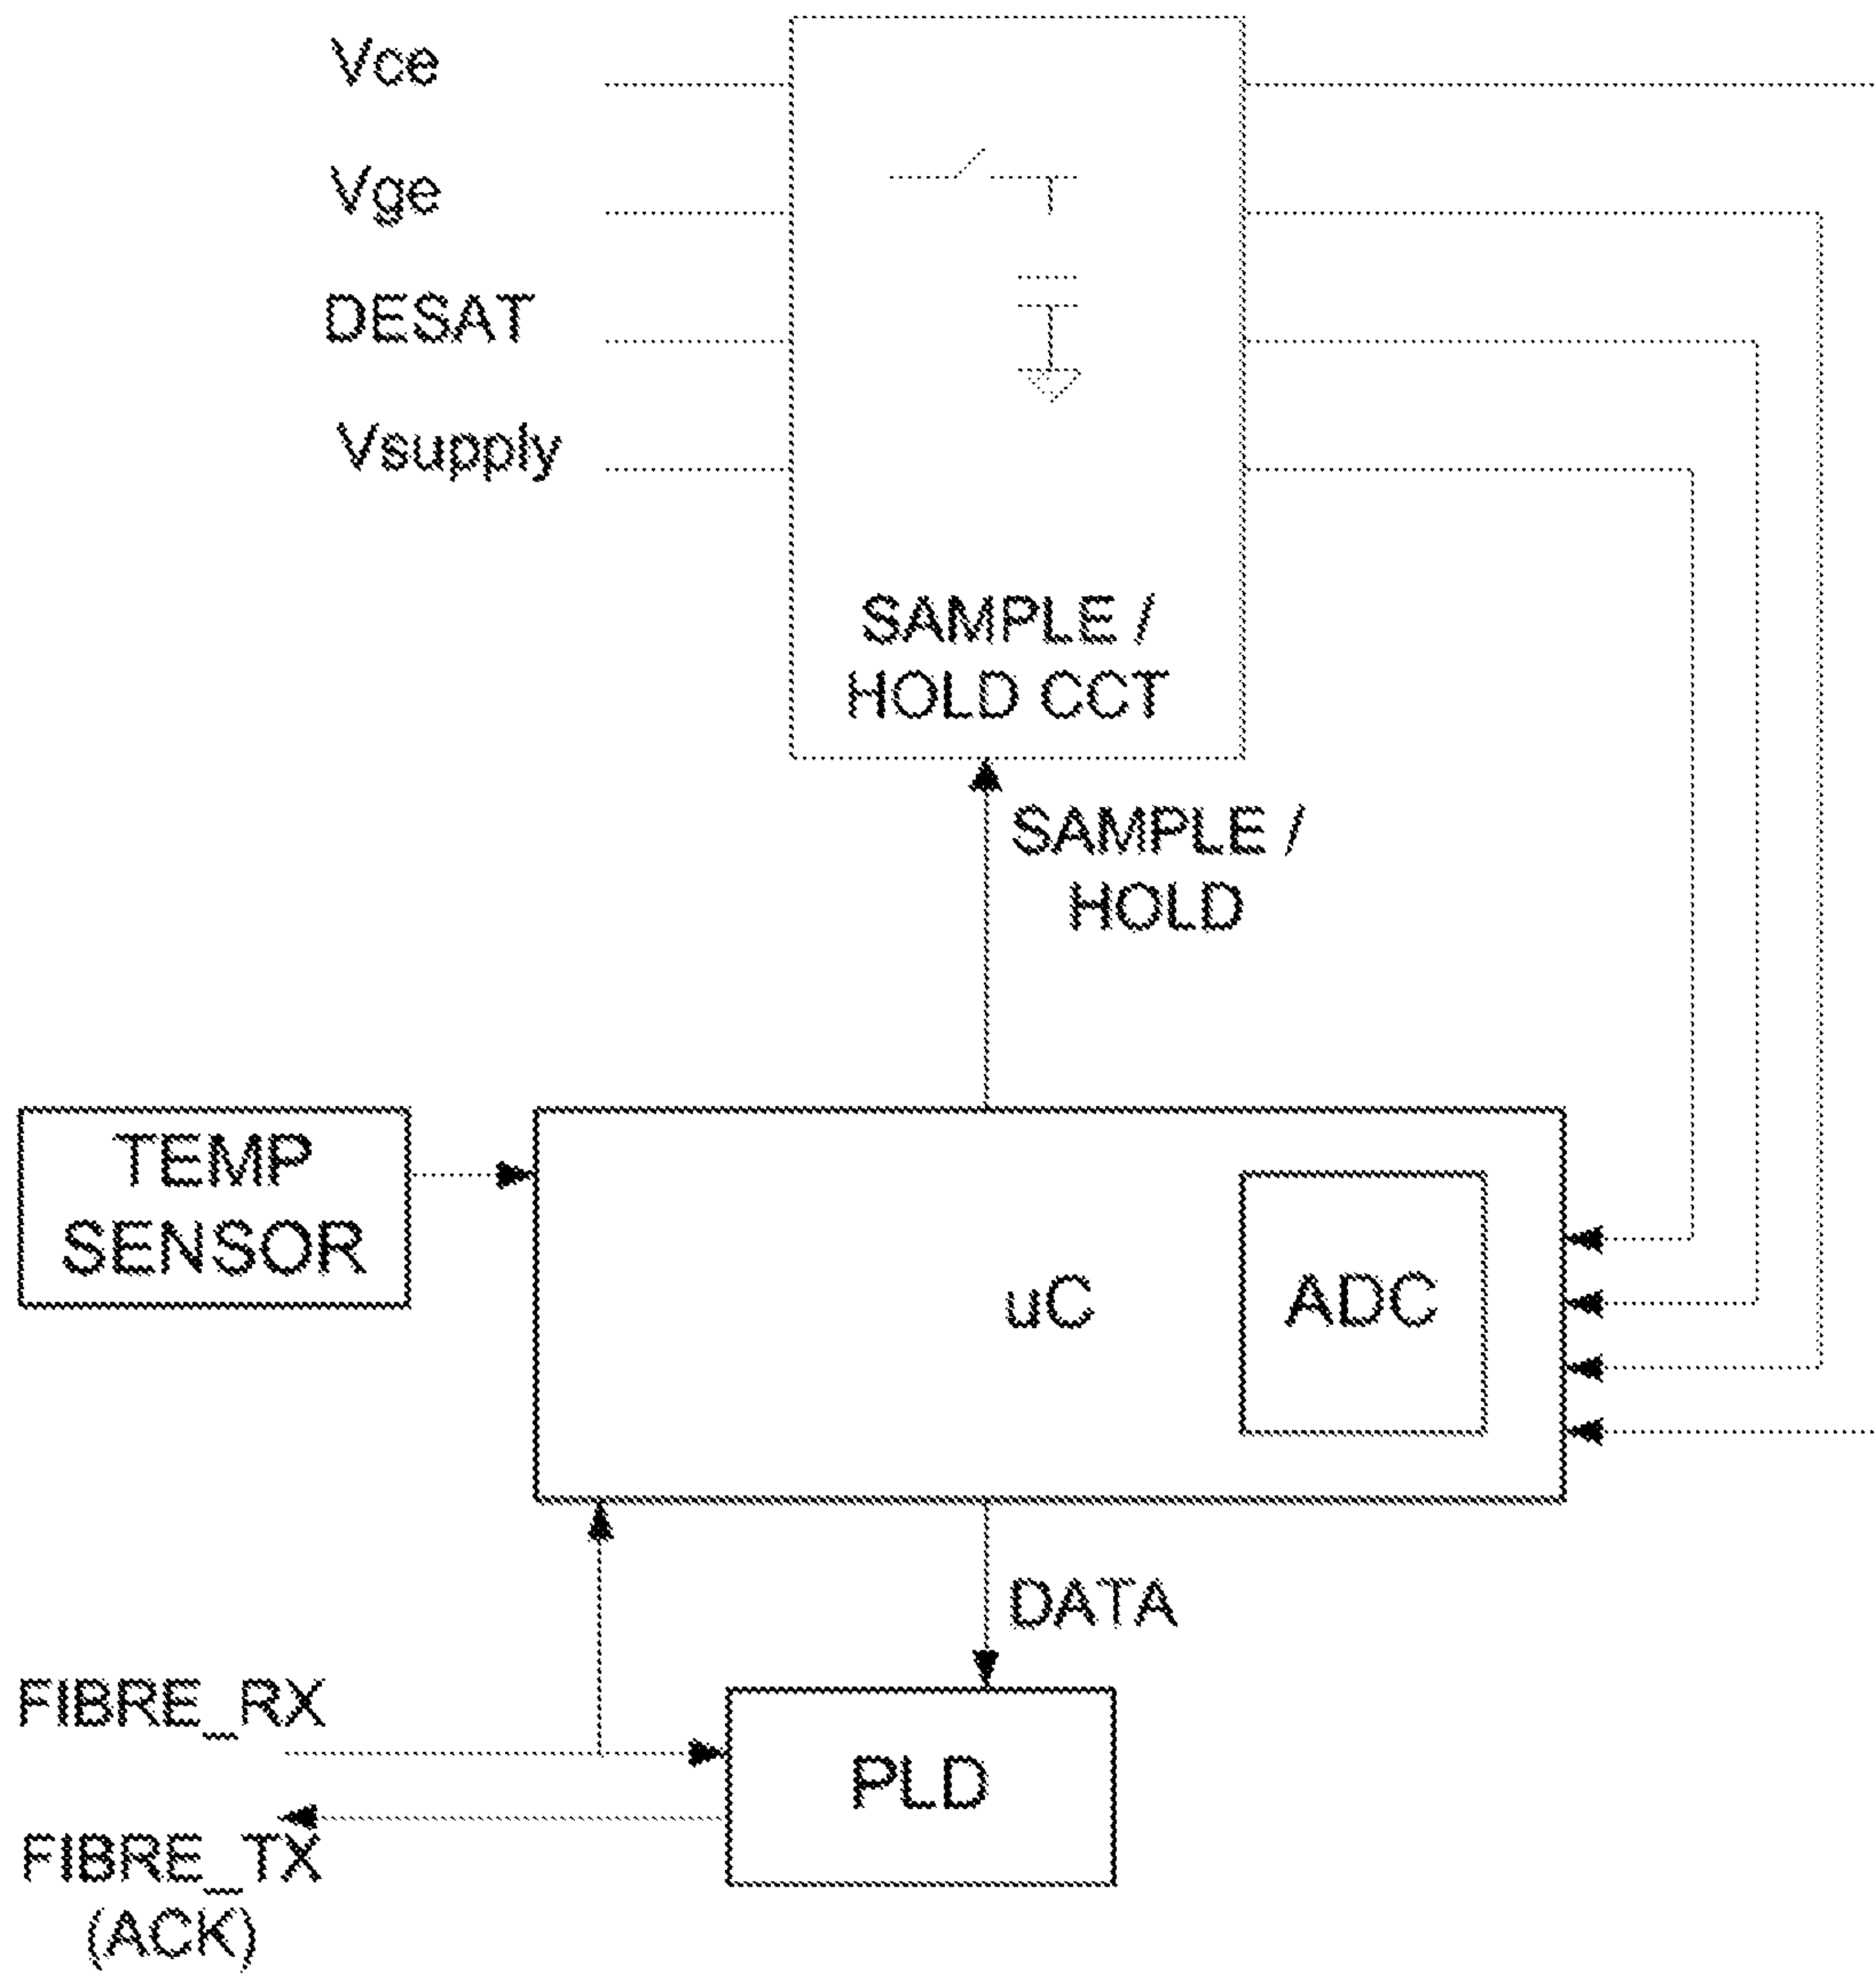 Vce
Vge
DESAT
Vsupply
SAMPLE /
HOLD CCT
SAMPLE /
HOLD
TEMP
SENSOR
uC
ADC
DATA
FIBRE_RX
PLD
FIBRE_TX
(ACK)